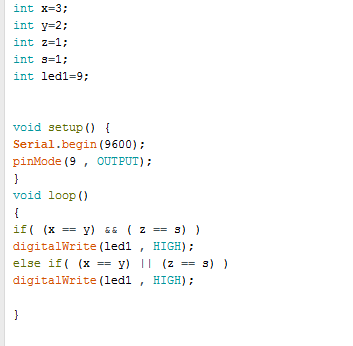 int x=3;
int y=2;
int z=1;
int s=1;
int led1=9;
void setup() {
Serial.begin(9600);
pinMode(9 , OUTPUT);
}
void loop()
{
if( (x == y) && ( z == s) )
digitalWrite(led1 , HIGH);
else if( (x == y) || (z == s) )
digitalWrite(led1 , HIGH);
}